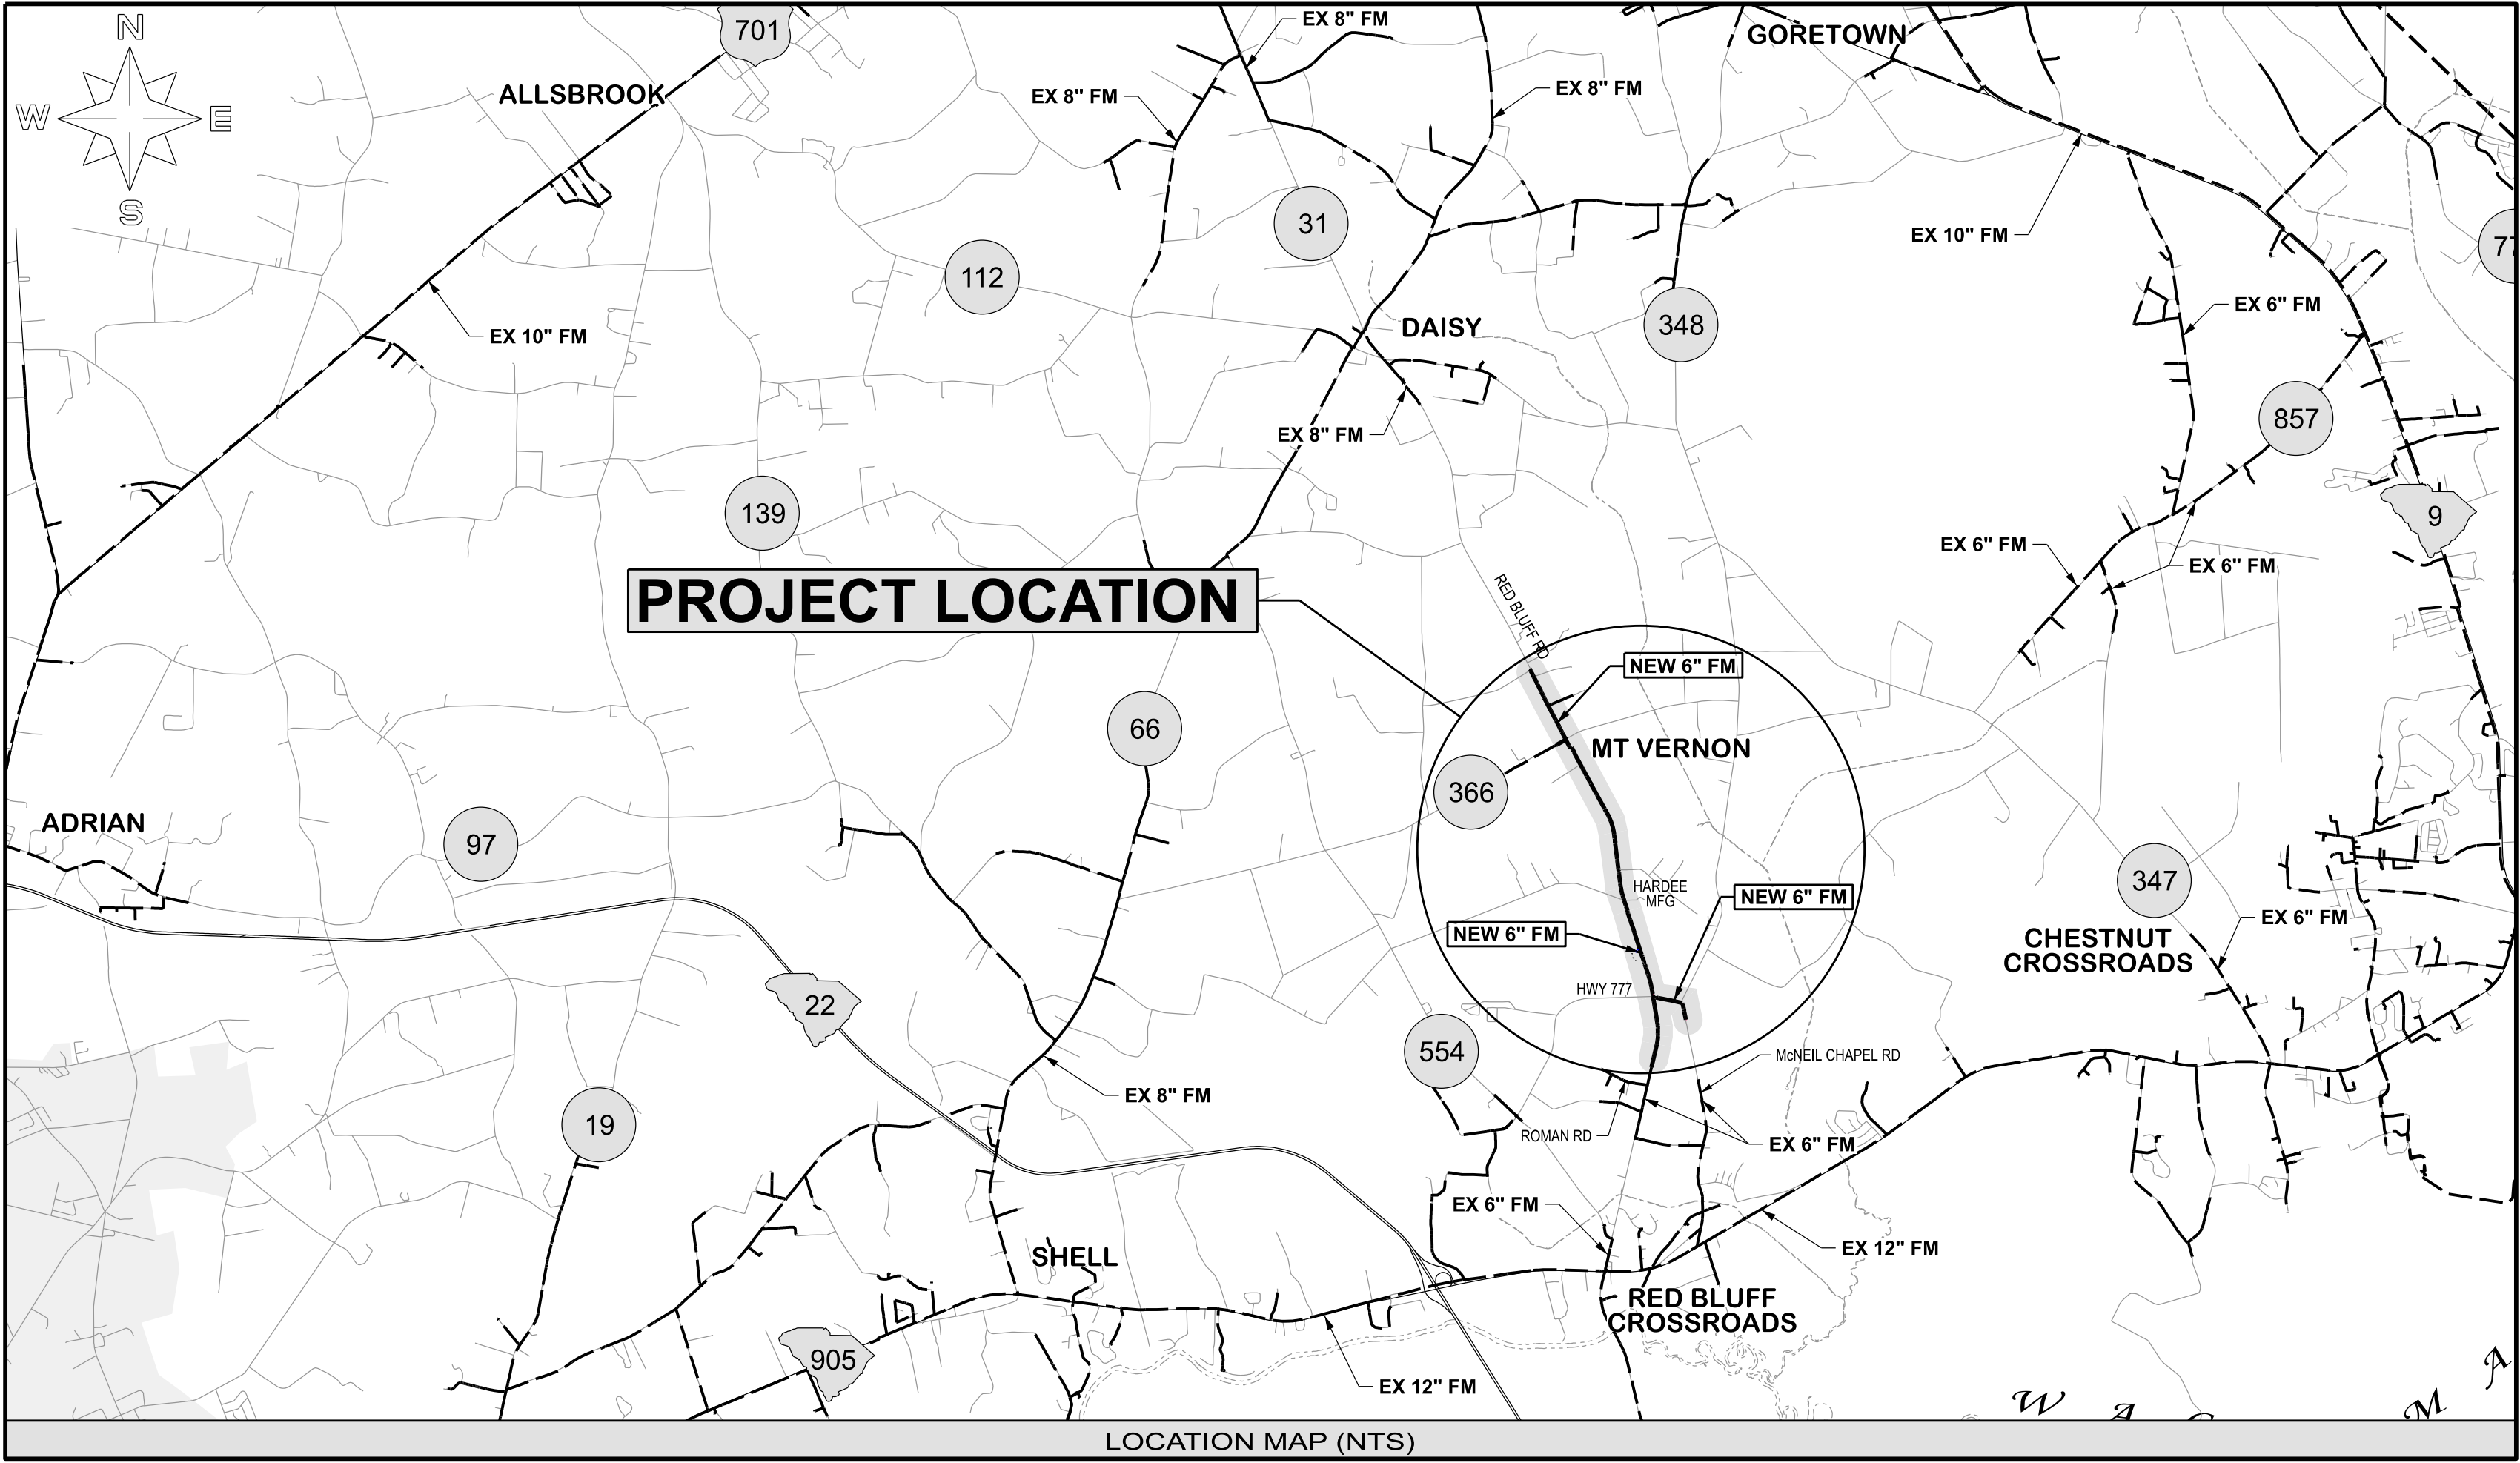 N
W
E
S
701
ALLSBROOK
EX 8" FM
EX 8" FM
EX 8" FM
GORETOWN
31
112
EX 10" FM
77
EX 10" FM
DAISY
348
EX 6" FM
EX 8" FM
857
139
9
EX 6" FM
EX 6" FM
PROJECT LOCATION
RED BLUFF RD
NEW 6" FM
66
MT VERNON
366
ADRIAN
97
HARDEE
MFG
NEW 6" FM
347
EX 6" FM
NEW 6" FM
CHESTNUT
CROSSROADS
HWY 777
22
554
McNEIL CHAPEL RD
EX 8" FM
19
ROMAN RD
EX 6" FM
EX 6" FM
EX 12" FM
SHELL
RED BLUFF
CROSSROADS
905
EX 12" FM
W
M
A
LOCATION MAP (NTS)